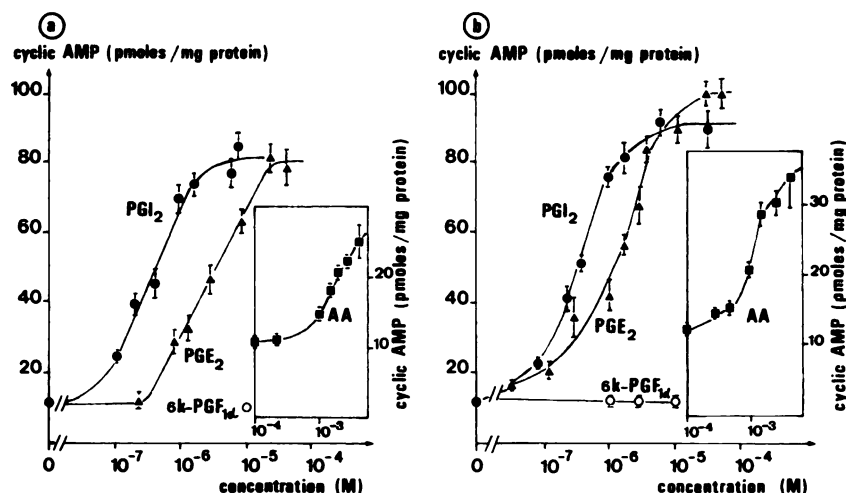 a
cyclic AMP (pmoles/mg protein)
100
80
60
40
20
PGI2
PGE2
6k-PGF1α
AA
20
10
cyclic AMP (pmoles/mg protein)
10-4
10-3
0
10-7
10-6
10-5
10-4
concentration (M)
b
cyclic AMP (pmoles/mg protein)
100
80
60
40
20
PGI2
PGE2
6k-PGF1α
AA
30
20
10
cyclic AMP (pmoles/mg protein)
10-4
10-3
0
10-7
10-6
10-5
10-4
concentration (M)